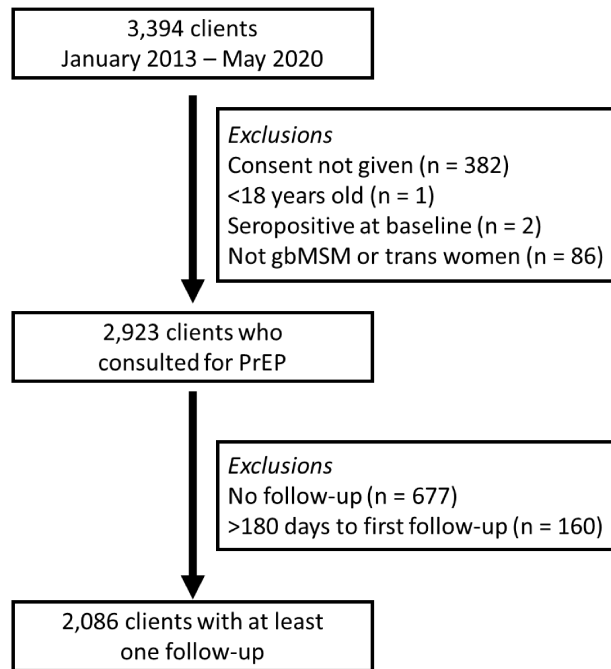 3,394 clients
January 2013 – May 2020
Exclusions
Consent not given (n = 382)
<18 years old (n = 1)
Seropositive at baseline (n = 2)
Not gbMSM or trans women (n = 86)
2,923 clients who
consulted for PrEP
Exclusions
No follow-up (n = 677)
>180 days to first follow-up (n = 160)
2,086 clients with at least
one follow-up